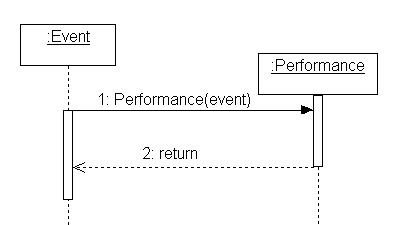 :Event
:Performance
1: Performance(event)
2: return